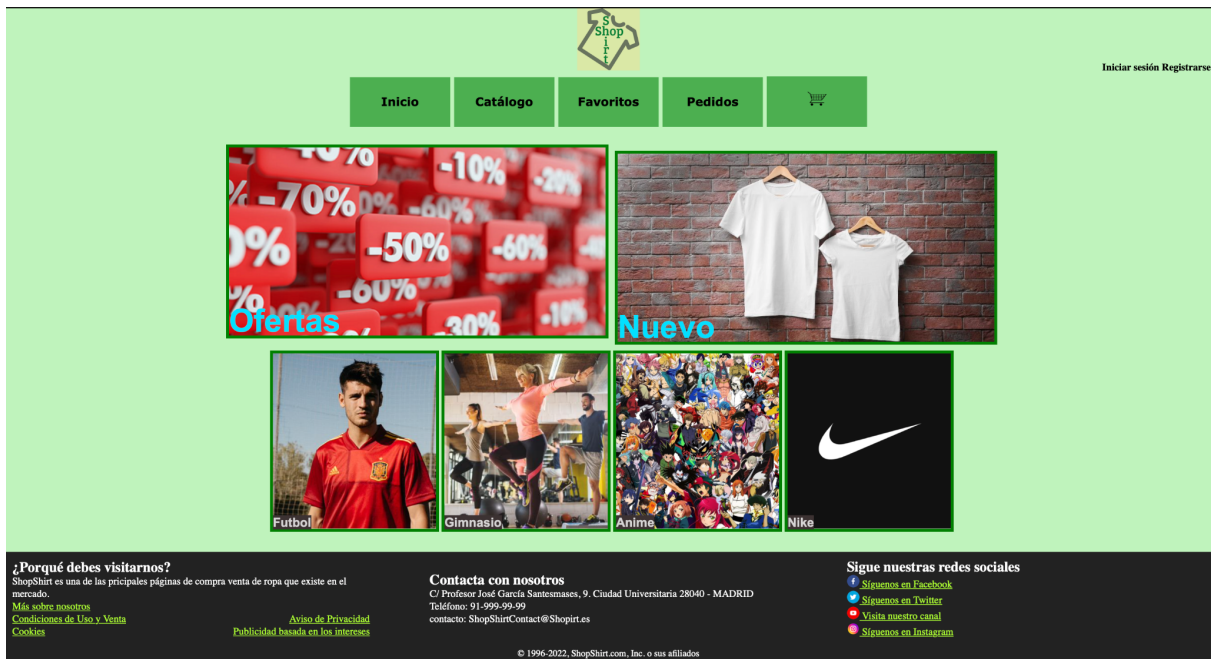 S
Shop
i
r
t
Iniciar sesión Registrarse
Inicio
Catálogo
Favoritos
Pedidos
-10%
-20%
-70%
-60%
-50%
-60%
0%
-60%
-30%
-10%
Ofertas
Nuevo
Futbol
Gimnasio
Anime
Nike
¿Porqué debes visitarnos?
ShopShirt es una de las pricipales páginas de compra venta de ropa que existe en el
mercado.
Más sobre nosotros
Condiciones de Uso y Venta
Aviso de Privacidad
Cookies
Publicidad basada en los intereses
Contacta con nosotros
C/ Profesor José García Santesmases, 9. Ciudad Universitaria 28040 - MADRID
Teléfono: 91-999-99-99
contacto: ShopShirtContact@Shopirt.es
Sigue nuestras redes sociales
Síguenos en Facebook
Síguenos en Twitter
Visita nuestro canal
Síguenos en Instagram
© 1996-2022, ShopShirt.com, Inc. o sus afiliados